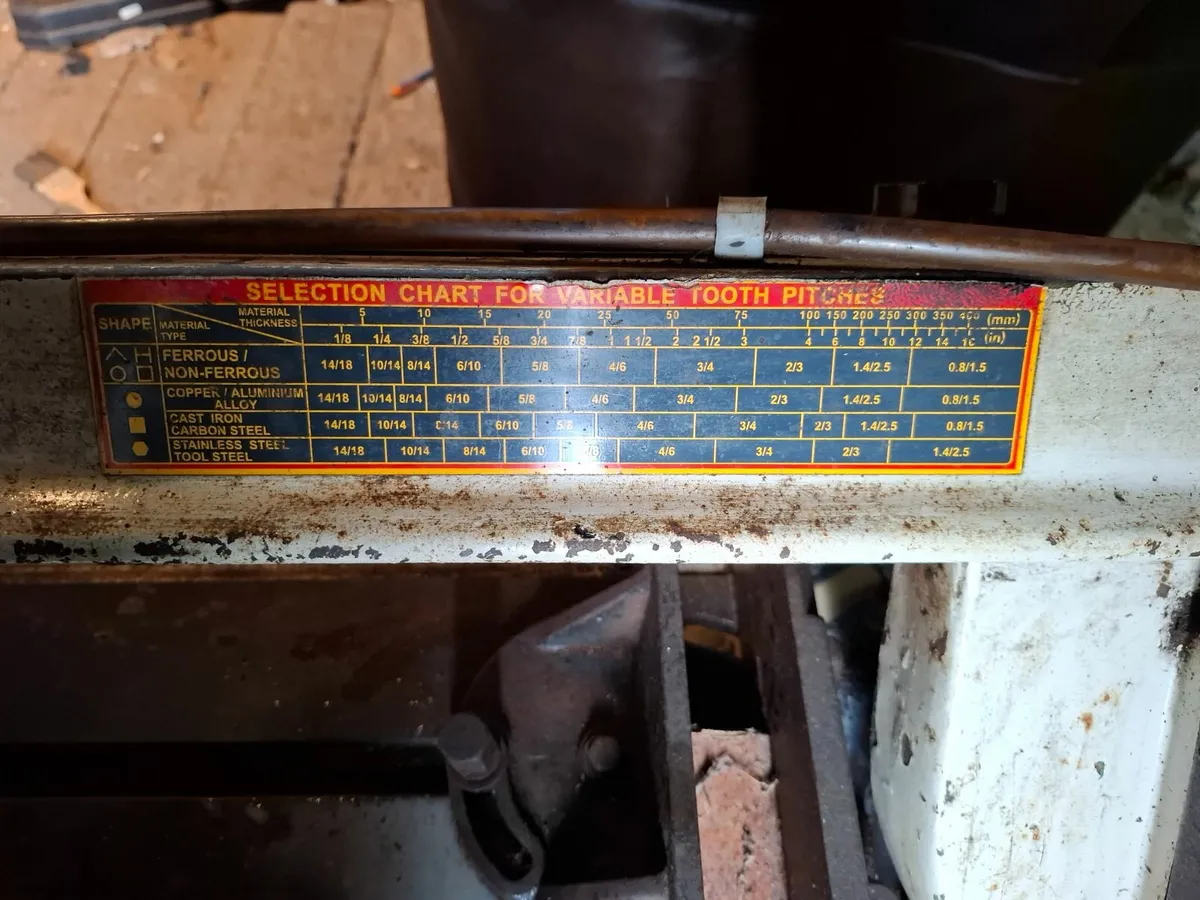 SELECTION CHART FOR VARIABLE TOOTH PITCHES
SHAPE MATERIAL TYPE MATERIAL THICKNESS
5 10 15 20 25 50 75 100 150 200 250 300 350 400 (mm)
1/8 1/4 3/8 1/2 5/8 3/4 7/8 1 1 1/2 2 2 1/2 3 4 6 8 10 12 14 16 (in)
FERROUS / NON-FERROUS 14/18 10/14 8/14 6/10 5/8 4/6 3/4 2/3 1.4/2.5 0.8/1.5
COPPER / ALUMINIUM ALLOY 14/18 10/14 8/14 6/10 5/8 4/6 3/4 2/3 1.4/2.5 0.8/1.5
CAST IRON CARBON STEEL 14/18 10/14 8/14 6/10 5/8 4/6 3/4 2/3 1.4/2.5 0.8/1.5
STAINLESS STEEL TOOL STEEL 14/18 10/14 8/14 6/10 4/6 3/4 2/3 1.4/2.5